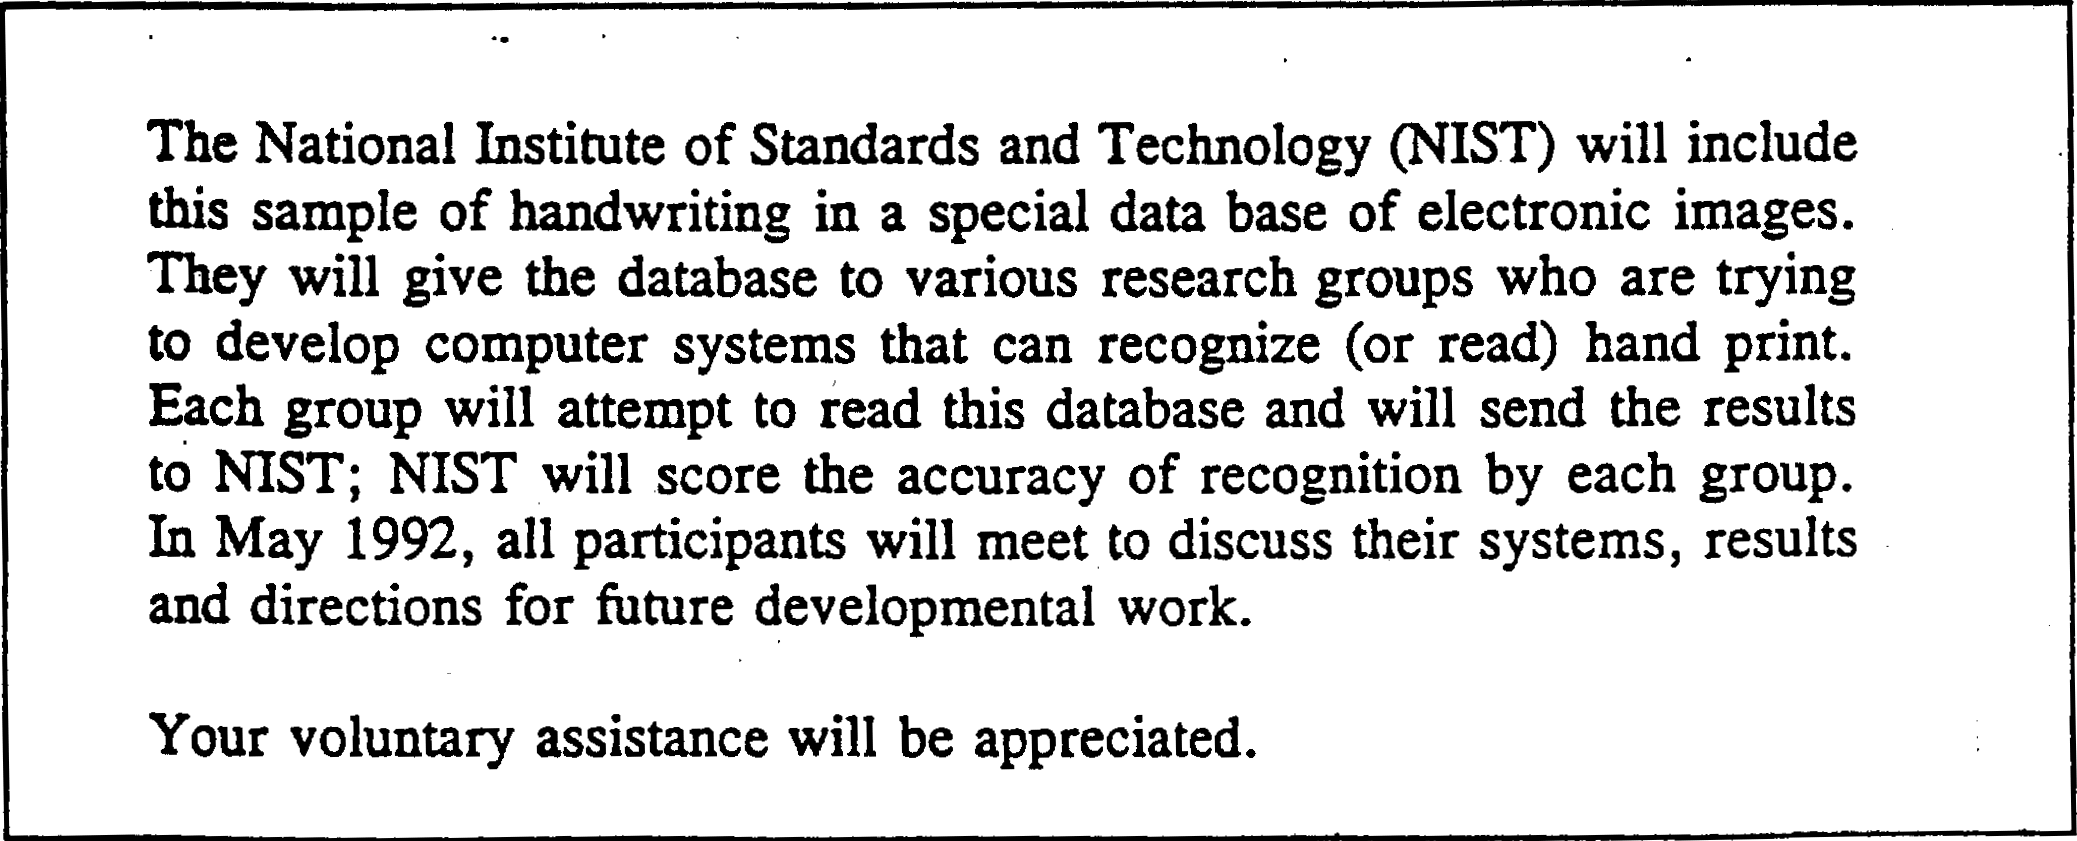 The National Institute of Standards and Technology (NIST) will include
this sample of handwriting in a special data base of electronic images.
They will give the database to various research groups who are trying
to develop computer systems that can recognize (or read) hand print.
Each group will attempt to read this database and will send the results
to NIST; NIST will score the accuracy of recognition by each group.
In May 1992, all participants will meet to discuss their systems, results
and directions for future developmental work.
Your voluntary assistance will be appreciated.